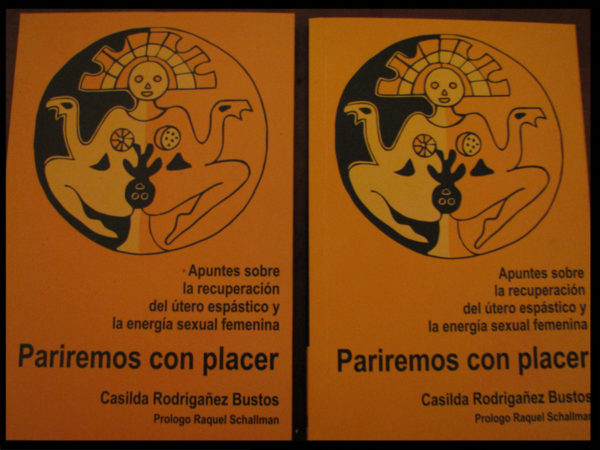 Apuntes sobre
la recuperación
del útero espástico y
la energía sexual femenina
Pariremos con placer
Casilda Rodrigañez Bustos
Prologo Raquel Schallman
Apuntes sobre
la recuperación
del útero espástico y
la energía sexual femenina
Pariremos con placer
Casilda Rodrigañez Bustos
Prologo Raquel Schallman